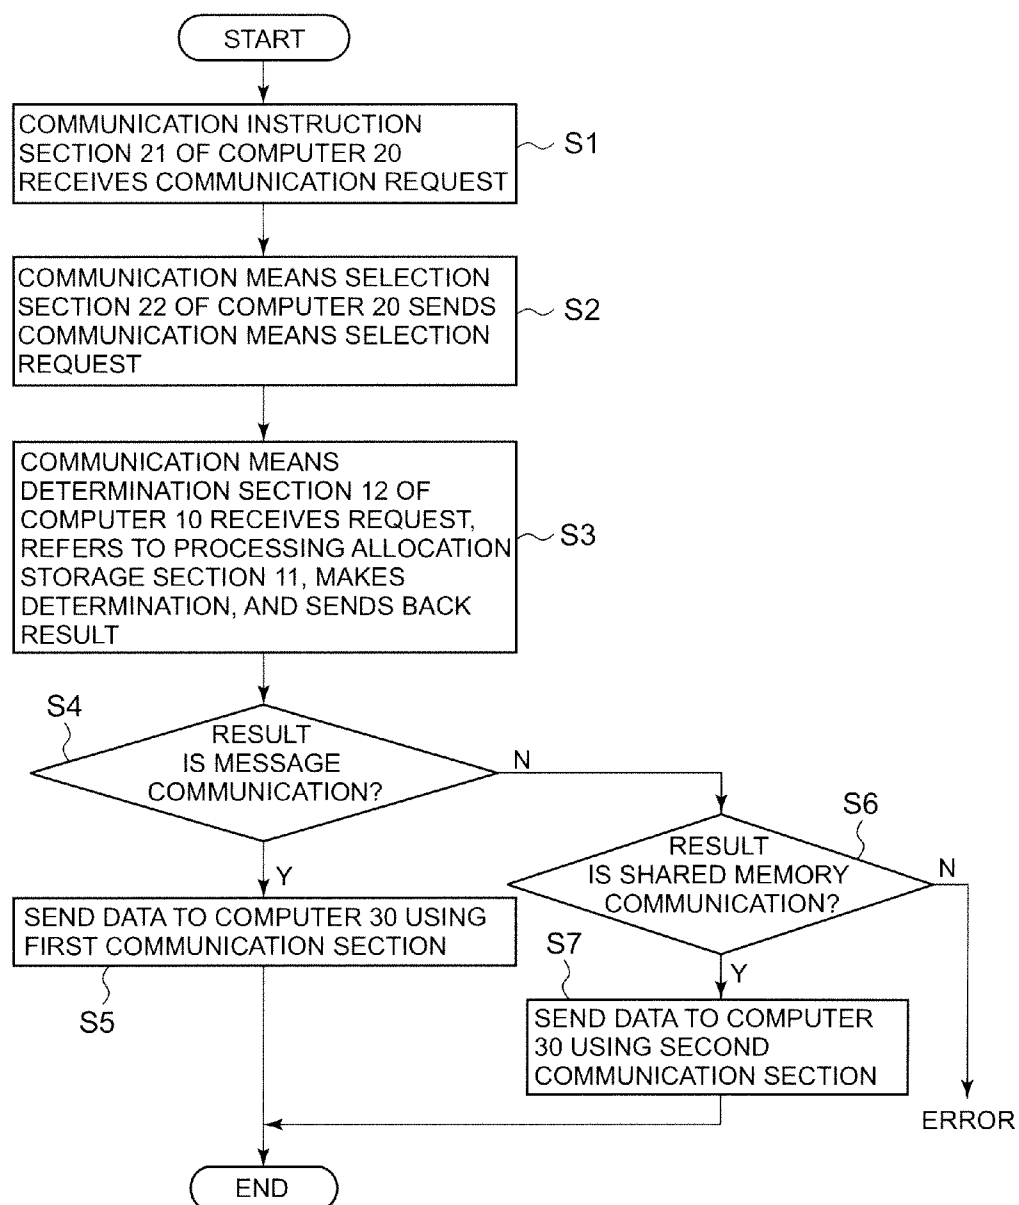 START
COMMUNICATION INSTRUCTION
SECTION 21 OF COMPUTER 20
RECEIVES COMMUNICATION REQUEST
S1
COMMUNICATION MEANS SELECTION
SECTION 22 OF COMPUTER 20 SENDS
COMMUNICATION MEANS SELECTION
REQUEST
S2
COMMUNICATION MEANS
DETERMINATION SECTION 12 OF
COMPUTER 10 RECEIVES REQUEST,
REFERS TO PROCESSING ALLOCATION
STORAGE SECTION 11, MAKES
DETERMINATION, AND SENDS BACK
RESULT
S3
S4
RESULT
IS MESSAGE
COMMUNICATION?
N
Y
SEND DATA TO COMPUTER 30 USING
FIRST COMMUNICATION SECTION
S5
S6
RESULT
IS SHARED MEMORY
COMMUNICATION?
N
Y
S7
SEND DATA TO COMPUTER
30 USING SECOND
COMMUNICATION SECTION
ERROR
END